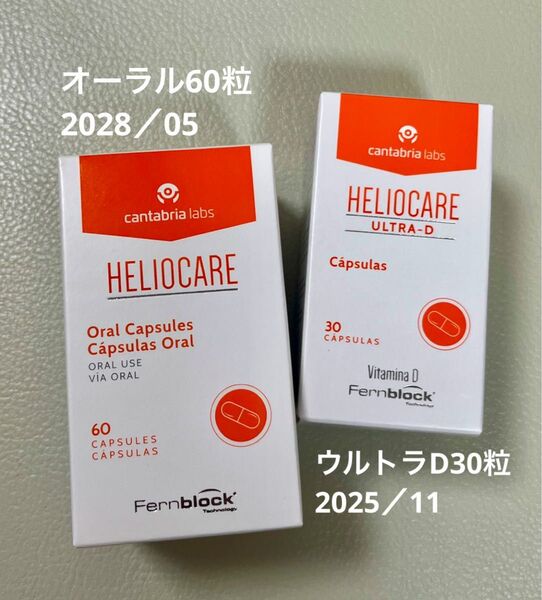 オーラル60粒
2028／05
cantabria labs
HELIOCARE
Oral Capsules
Cápsulas Oral
ORAL USE
VÍA ORAL
60
CAPSULES
CÁPSULAS
Fernblock
Technology
cantabria labs
HELIOCARE
ULTRA-D
Cápsulas
30
CÁPSULAS
Vitamina D
Fernblock
Technology
ウルトラD30粒
2025／11